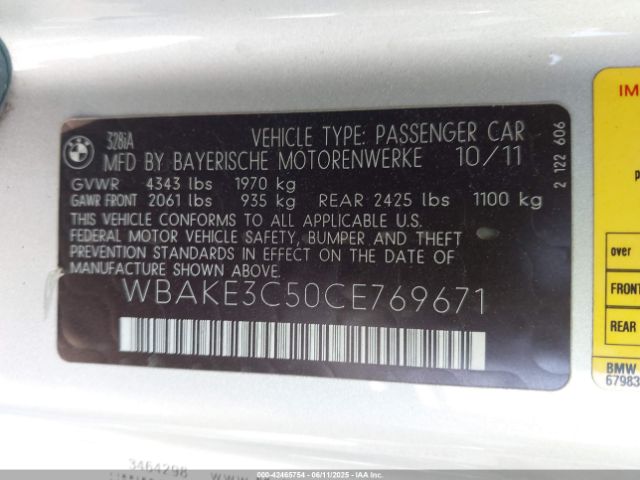 BMW
328iA
VEHICLE TYPE: PASSENGER CAR
MFD BY BAYERISCHE MOTORENWERKE 10/11
GVWR 4343 lbs 1970 kg
GAWR FRONT 2061 lbs 935 kg REAR 2425 lbs 1100 kg
THIS VEHICLE CONFORMS TO ALL APPLICABLE U.S.
FEDERAL MOTOR VEHICLE SAFETY, BUMPER AND THEFT
PREVENTION STANDARDS IN EFFECT ON THE DATE OF
MANUFACTURE SHOWN ABOVE.
WBAKE3C50CE769671
2 122 606
over
FRONT
REAR
BMW
67983
3464298
000-42465754 - 06/11/2025 - IAA Inc.